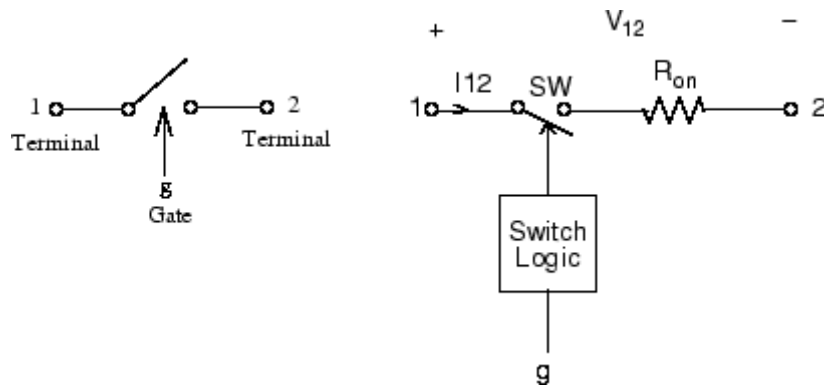 1
2
Terminal
Terminal
g
Gate
+
V12
−
I12
SW
Ron
1
2
Switch
Logic
g